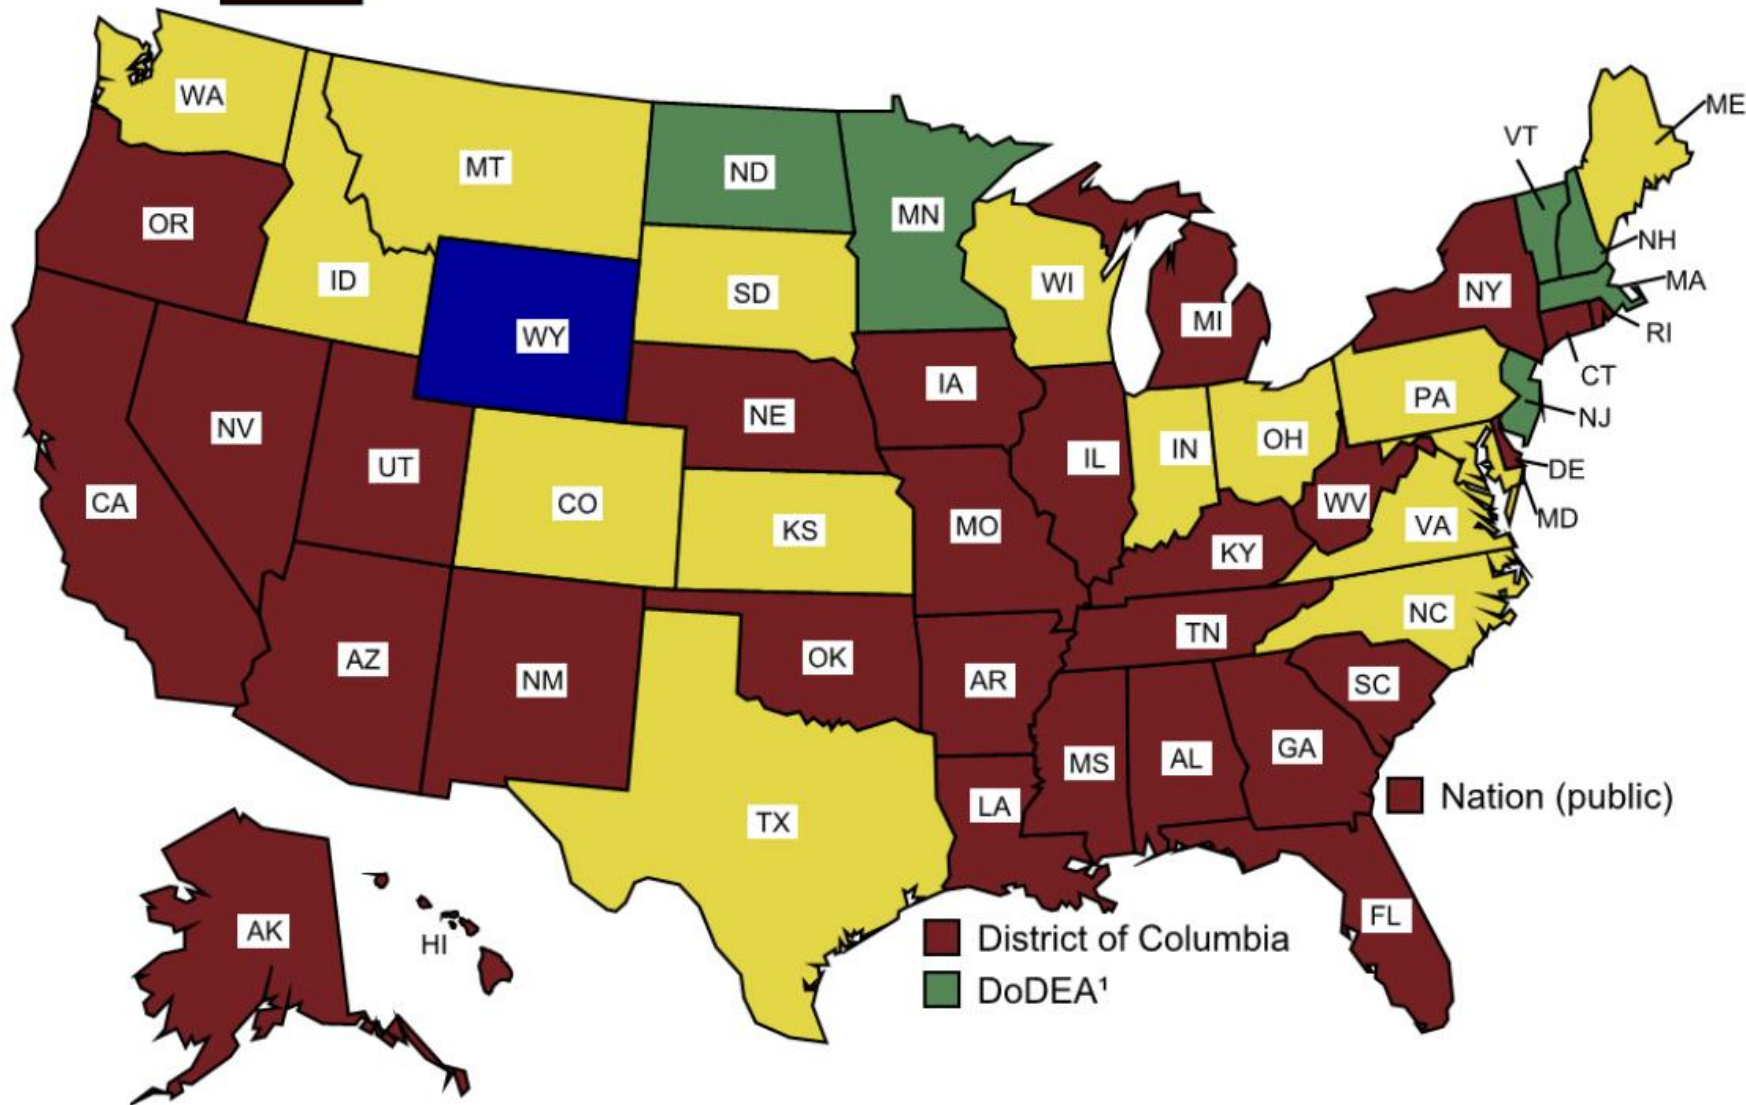 WA
ME
VT
MT
ND
MN
OR
NH
ID
WI
MA
SD
NY
MI
RI
WY
CT
IA
PA
NE
NJ
NV
OH
IN
IL
UT
DE
CA
CO
WV
MD
MO
VA
KS
KY
NC
TN
OK
AZ
AR
NM
SC
GA
AL
MS
Nation (public)
LA
TX
FL
AK
District of Columbia
HI
DoDEA¹